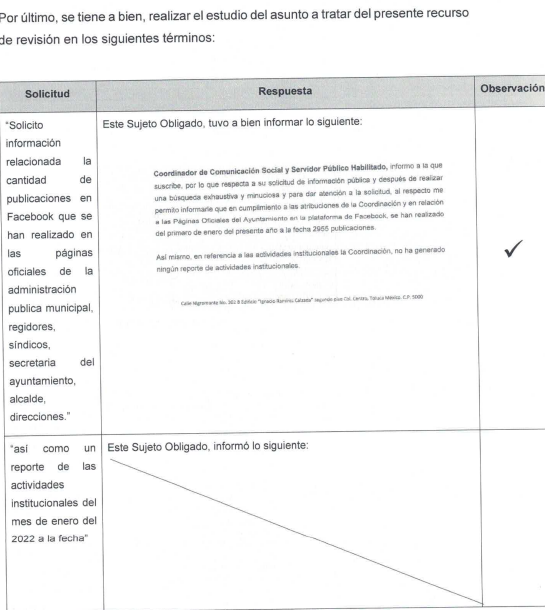 Por último, se tiene a bien, realizar el estudio del asunto a tratar del presente recurso
de revisión en los siguientes términos:
Solicitud
Respuesta
Observación
"Solicito
información
relacionada la
cantidad de
publicaciones en
Facebook que se
han realizado en
las páginas
oficiales de la
administración
publica municipal,
regidores,
síndicos,
secretaria del
ayuntamiento,
alcalde,
direcciones."
Este Sujeto Obligado, tuvo a bien informar lo siguiente:
Coordinador de Comunicación Social y Servidor Público Habilitado, informo a la que
suscribe, por lo que respecta a su solicitud de información pública y después de realizar
una búsqueda exhaustiva y minuciosa y para dar atención a la solicitud, al respecto me
permito informarle que en cumplimiento a las atribuciones de la Coordinación y en relación
a las Páginas Oficiales del Ayuntamiento en la plataforma de Facebook, se han realizado
del primero de enero del presente año a la fecha 2955 publicaciones.
Así mismo, en referencia a las actividades institucionales la Coordinación, no ha generado
ningún reporte de actividades institucionales.
Calle Nigromante No. 202 "Ignacio Ramírez Calzada" segundo piso Col. Centro, Toluca México. C.P. 5000
✓
"así como un
reporte de las
actividades
institucionales del
mes de enero del
2022 a la fecha"
Este Sujeto Obligado, informó lo siguiente: